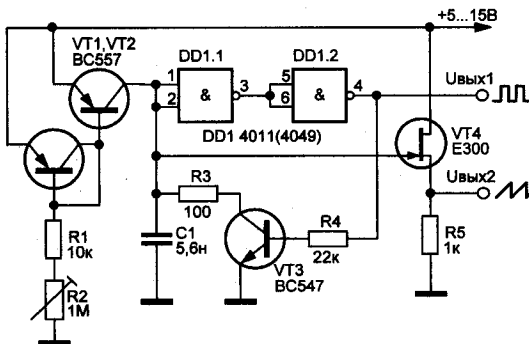 +5...15В
VT1,VT2
BC557
DD1.1
DD1.2
1
2
&
3
5
6
&
4
Uвых1
DD1 4011(4049)
VT4
E300
Uвых2
R3
100
R4
22к
C1
5,6н
VT3
BC547
R5
1к
R1
10к
R2
1М